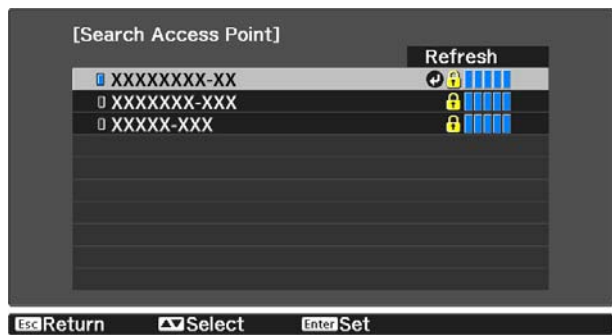 [Search Access Point]
Refresh
XXXXXXXX-XX
XXXXXXX-XXX
XXXXX-XXX
Esc Return Select Enter Set